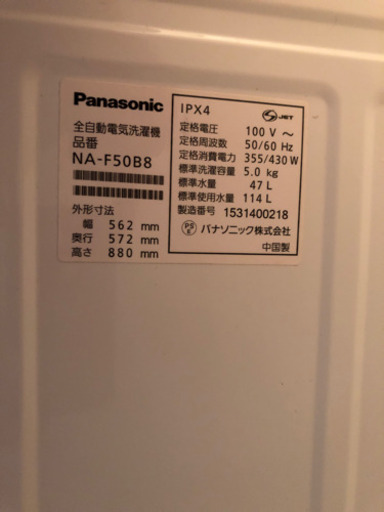 Panasonic
全自動電気洗濯機
品番
NA-F50B8
外形寸法
幅 562 mm
奥行 572 mm
高さ 880 mm
IPX4
JET
定格電圧 100 V ～
定格周波数 50/60 Hz
定格消費電力 355/430 W
標準洗濯容量 5.0 kg
標準水量 47 L
標準使用水量 114 L
製造番号 1531400218
PS E パナソニック株式会社
中国製